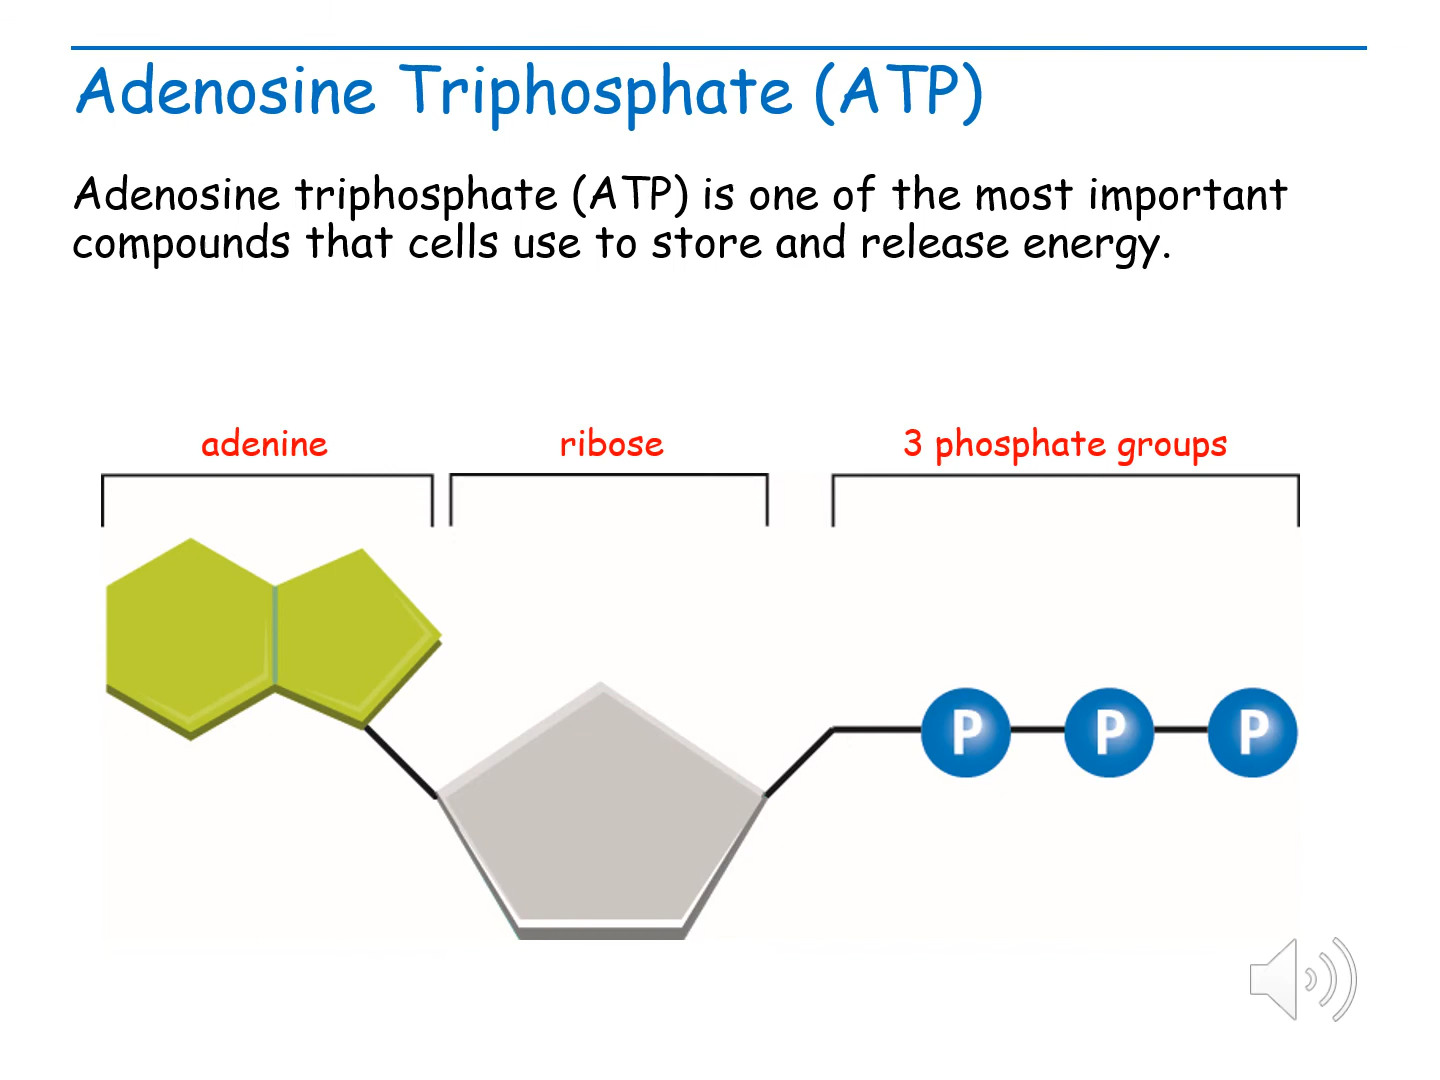 Adenosine Triphosphate (ATP)
Adenosine triphosphate (ATP) is one of the most important
compounds that cells use to store and release energy.
adenine
ribose
3 phosphate groups
P
P
P